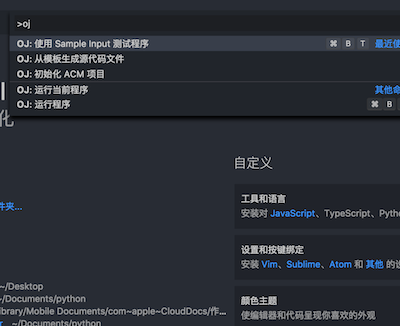 >oj
OJ: 使用 Sample Input 测试程序 ⌘ B T 最近使
OJ: 从模板生成源代码文件
OJ: 初始化 ACM 项目
OJ: 运行当前程序 其他命
OJ: 运行程序 ⌘ B
化
自定义
件夹...
工具和语言
安装对 JavaScript、TypeScript、Pyth
设置和按键绑定
安装 Vim、Sublime、Atom 和 其他 的设
~/Desktop
~/Documents/python
ibrary/Mobile Documents/com~apple~CloudDocs/作...
~/Documents/python
颜色主题
使编辑器和代码呈现你喜欢的外观